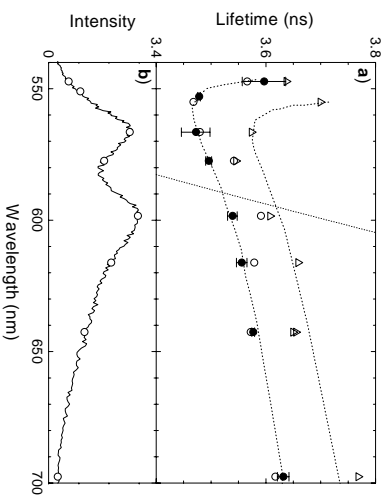 Intensity
Lifetime (ns)
0
3.4
3.6
3.8
b)
a)
550
600
650
700
Wavelength (nm)